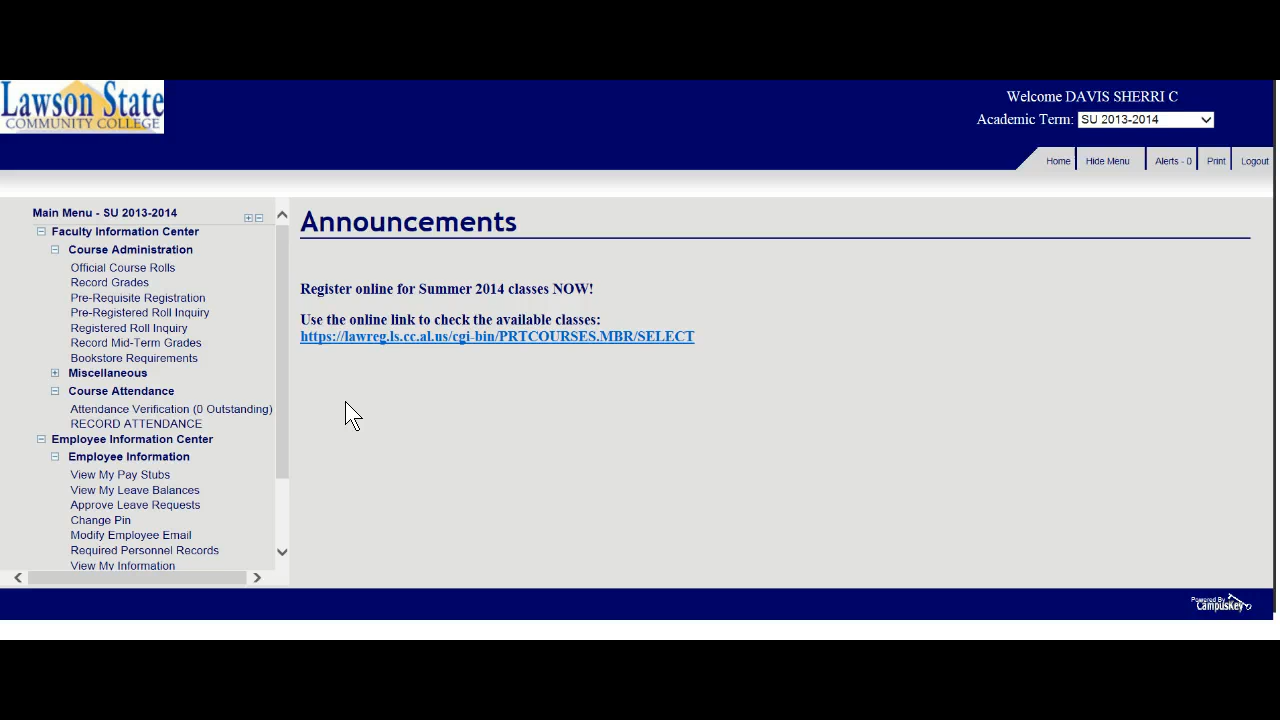 Lawson State
COMMUNITY COLLEGE
Welcome DAVIS SHERRI C
Academic Term: SU 2013-2014
Home
Hide Menu
Alerts - 0
Print
Logout
Main Menu - SU 2013-2014
Faculty Information Center
Course Administration
Official Course Rolls
Record Grades
Pre-Requisite Registration
Pre-Registered Roll Inquiry
Registered Roll Inquiry
Record Mid-Term Grades
Bookstore Requirements
Miscellaneous
Course Attendance
Attendance Verification (0 Outstanding)
RECORD ATTENDANCE
Employee Information Center
Employee Information
View My Pay Stubs
View My Leave Balances
Approve Leave Requests
Change Pin
Modify Employee Email
Required Personnel Records
View My Information
Announcements
Register online for Summer 2014 classes NOW!
Use the online link to check the available classes:
https://lawreg.ls.cc.al.us/cgi-bin/PRTCOURSES.MBR/SELECT
Powered By
CampusKey